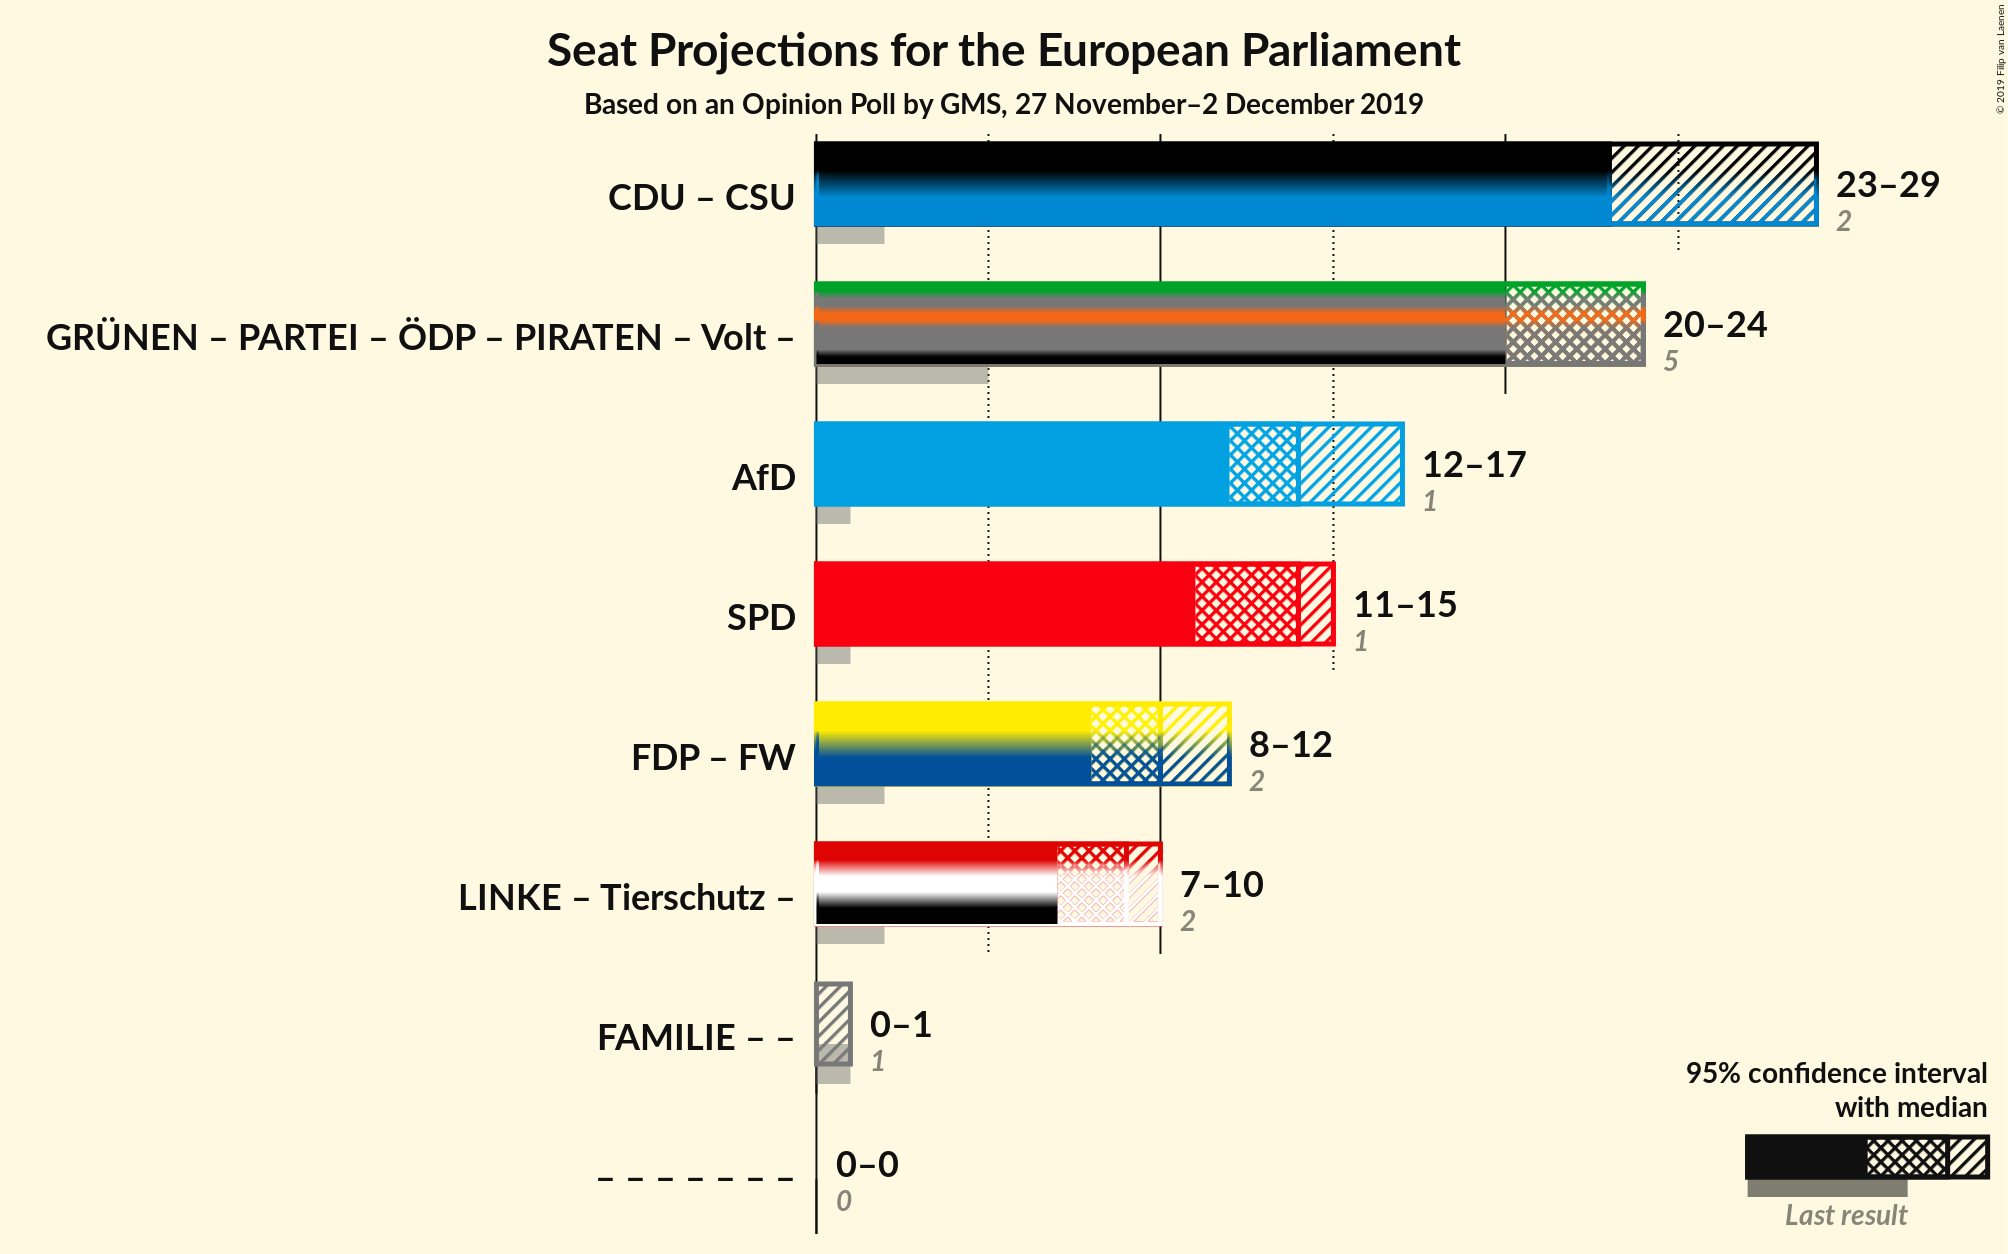 Seat Projections for the European Parliament
Based on an Opinion Poll by GMS, 27 November–2 December 2019
© 2019 Filip van Laenen
CDU – CSU
23–29
2
GRÜNEN – PARTEI – ÖDP – PIRATEN – Volt –
20–24
5
AfD
12–17
1
SPD
11–15
1
FDP – FW
8–12
2
LINKE – Tierschutz –
7–10
2
FAMILIE – –
0–1
1
– – – – – – –
0–0
0
95% confidence interval
with median
Last result